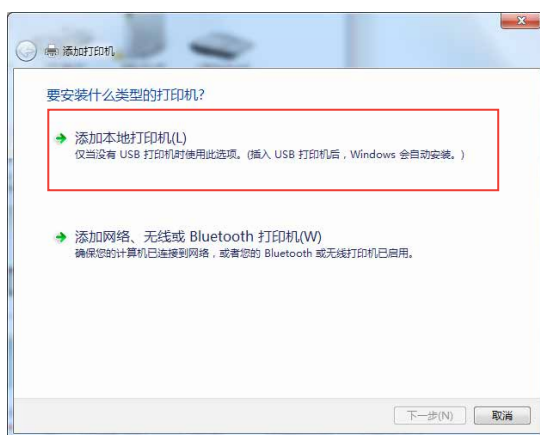 添加打印机
要安装什么类型的打印机?
添加本地打印机(L)
仅当没有 USB 打印机时使用此选项。(插入 USB 打印机后，Windows 会自动安装。)
添加网络、无线或 Bluetooth 打印机(W)
确保您的计算机已连接到网络，或者您的 Bluetooth 或无线打印机已启用。
下一步(N) 取消